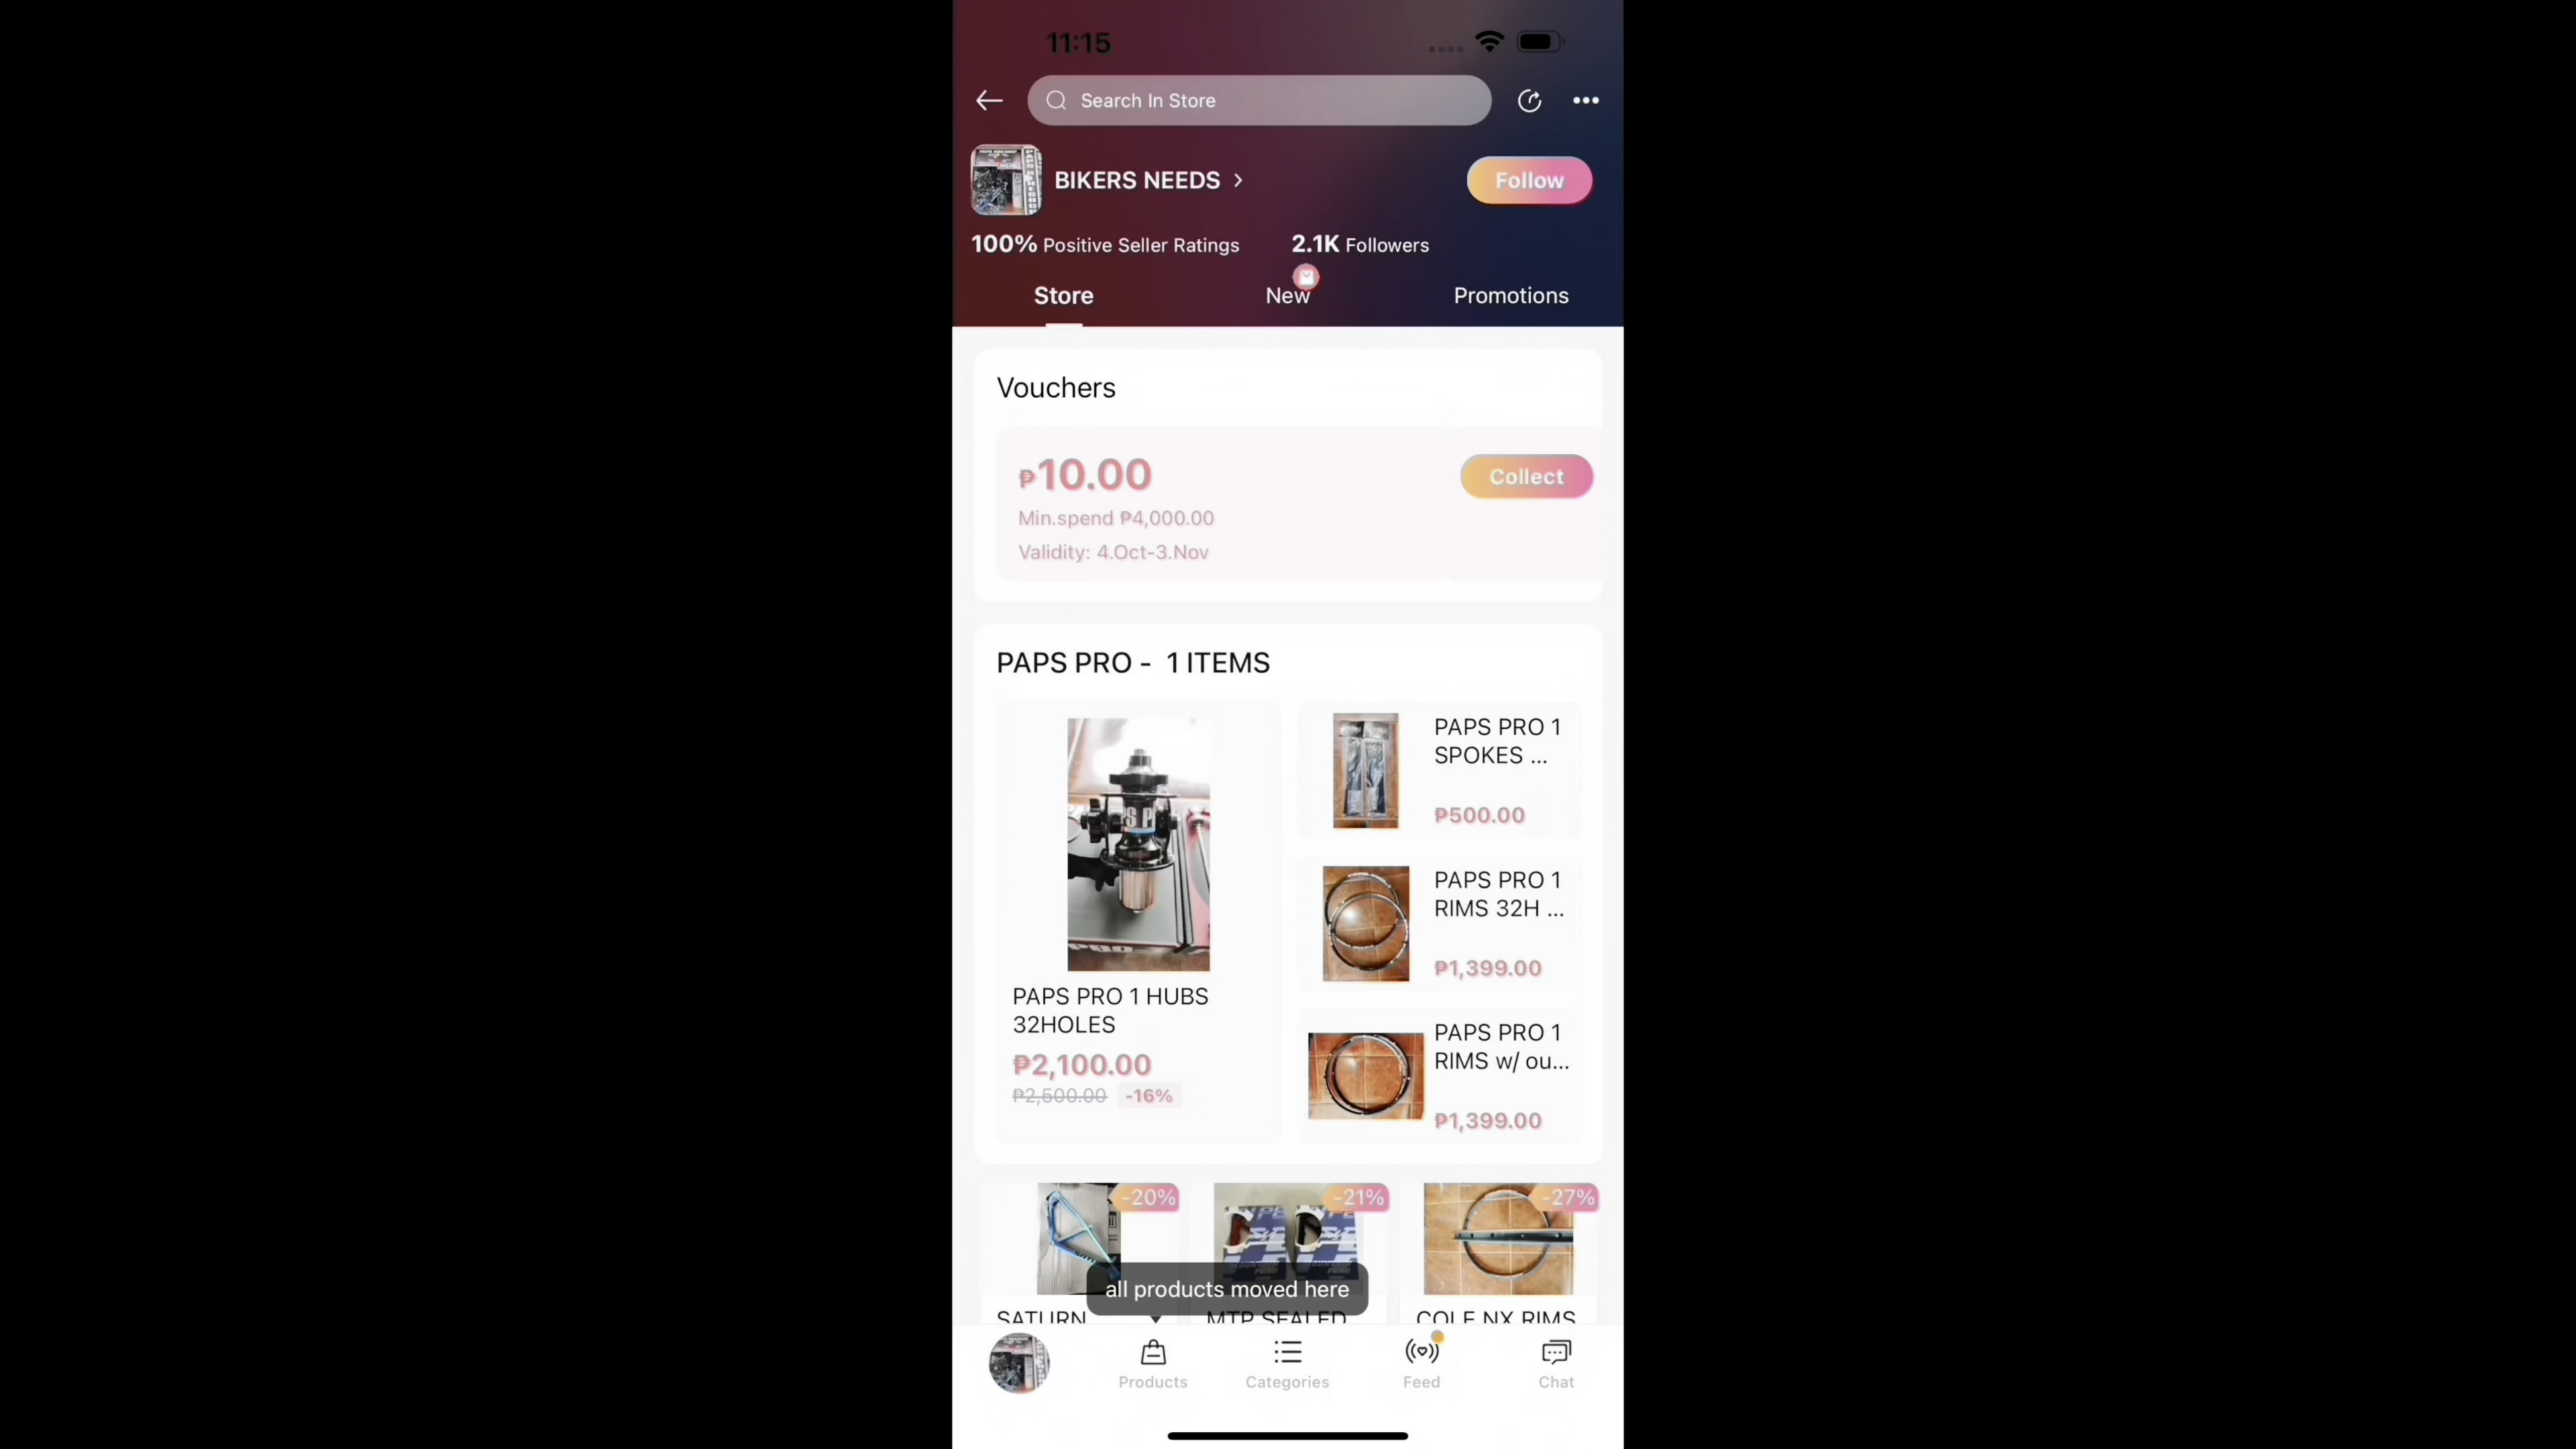 11:15
Search In Store
BIKERS NEEDS
Follow
100% Positive Seller Ratings
2.1K Followers
Store
New
Promotions
Vouchers
₱10.00
Min.spend ₱4,000.00
Validity: 4.Oct-3.Nov
Collect
PAPS PRO - 1 ITEMS
PAPS PRO 1 HUBS
32HOLES
₱2,100.00
₱2,500.00 -16%
PAPS PRO 1
SPOKES ...
₱500.00
PAPS PRO 1
RIMS 32H ...
₱1,399.00
PAPS PRO 1
RIMS w/ ou...
₱1,399.00
-20%
-21%
-27%
SATURN
MTP SEALED
COLE NX RIMS
all products moved here
Products
Categories
Feed
Chat